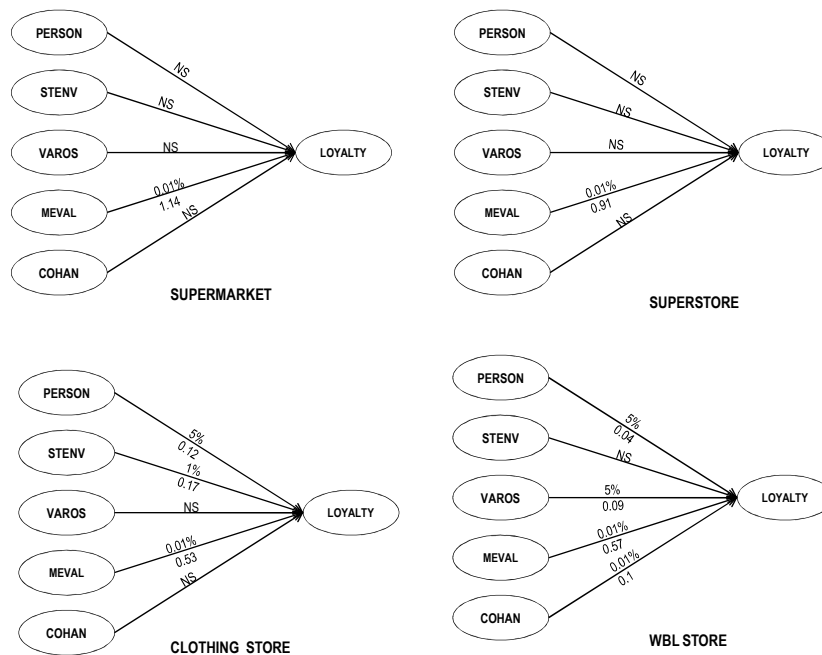 PERSON
NS
STENV
NS
VAROS
NS
LOYALTY
0.01%
MEVAL
1.14
NS
COHAN
SUPERMARKET
PERSON
NS
STENV
NS
VAROS
NS
LOYALTY
0.01%
MEVAL
0.91
NS
COHAN
SUPERSTORE
PERSON
5%
0.12
STENV
1%
0.17
VAROS
NS
LOYALTY
0.01%
MEVAL
0.53
NS
COHAN
CLOTHING STORE
PERSON
5%
0.04
STENV
NS
VAROS
5%
0.09
LOYALTY
0.01%
MEVAL
0.57
0.01%
0.1
COHAN
WBL STORE